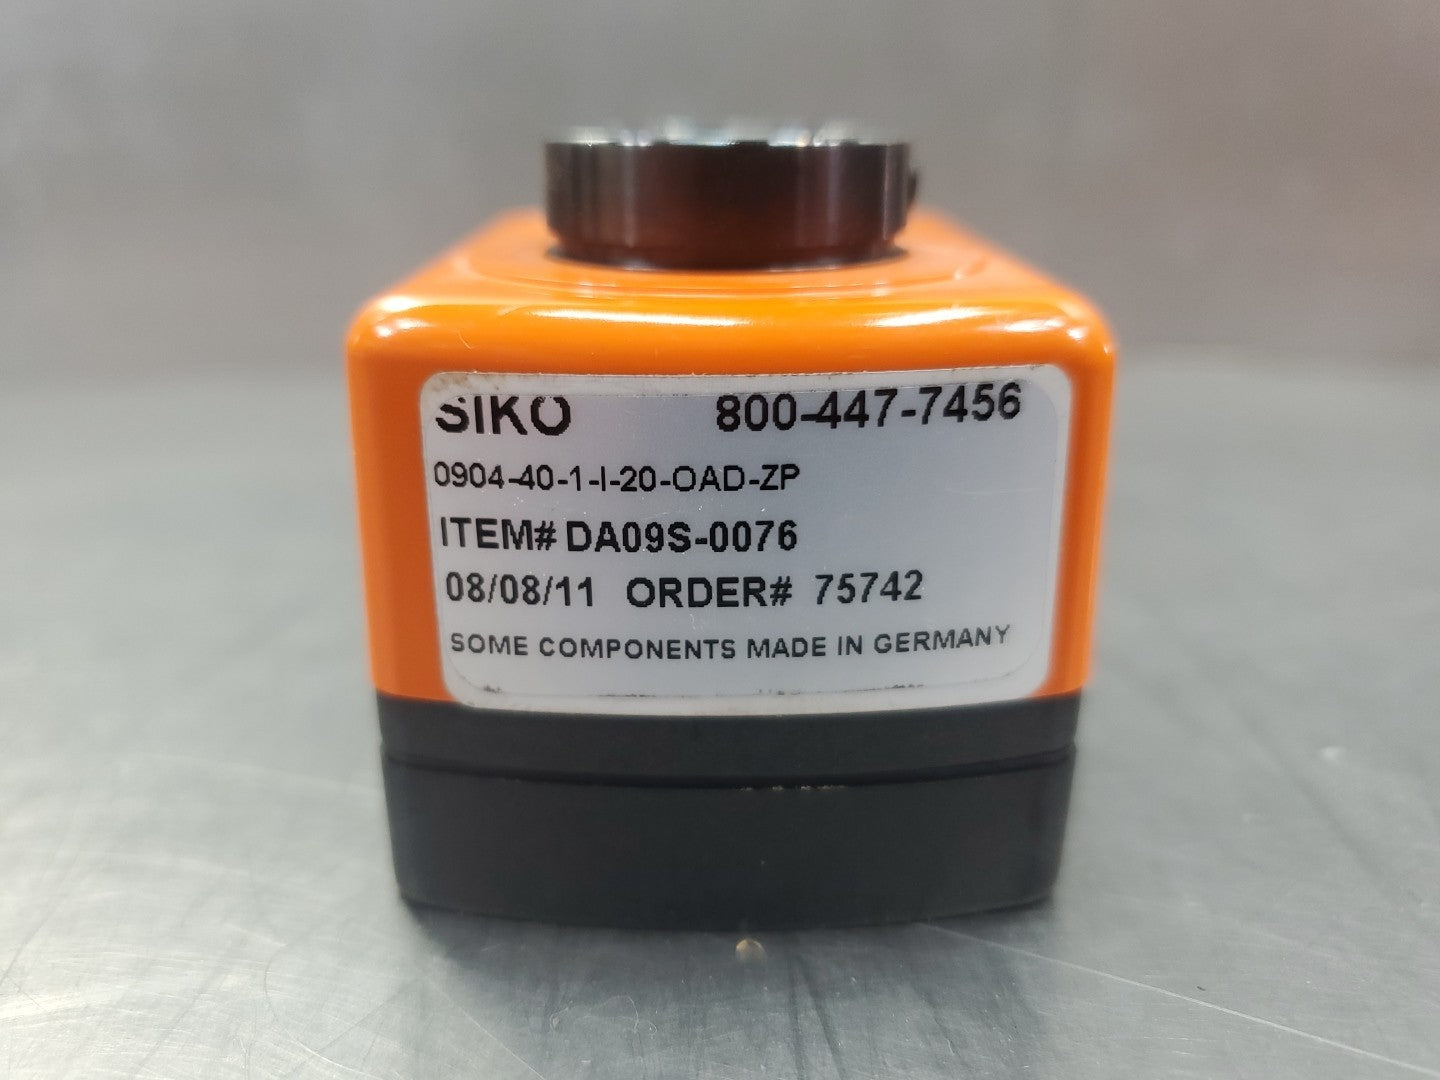 SIKO 800-447-7456
0904-40-1-I-20-OAD-ZP
ITEM# DA09S-0076
08/08/11 ORDER# 75742
SOME COMPONENTS MADE IN GERMANY